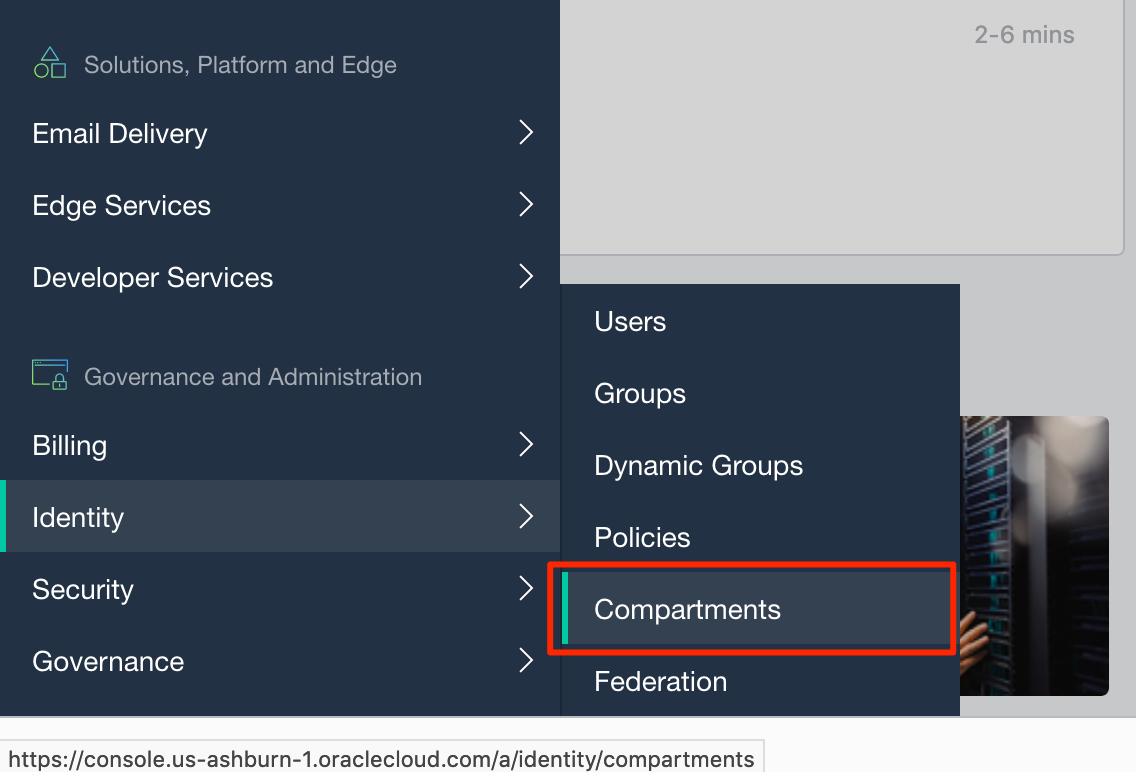 2-6 mins
Solutions, Platform and Edge
Email Delivery
Edge Services
Developer Services
Governance and Administration
Billing
Identity
Security
Governance
Users
Groups
Dynamic Groups
Policies
Compartments
Federation
https://console.us-ashburn-1.oraclecloud.com/a/identity/compartments